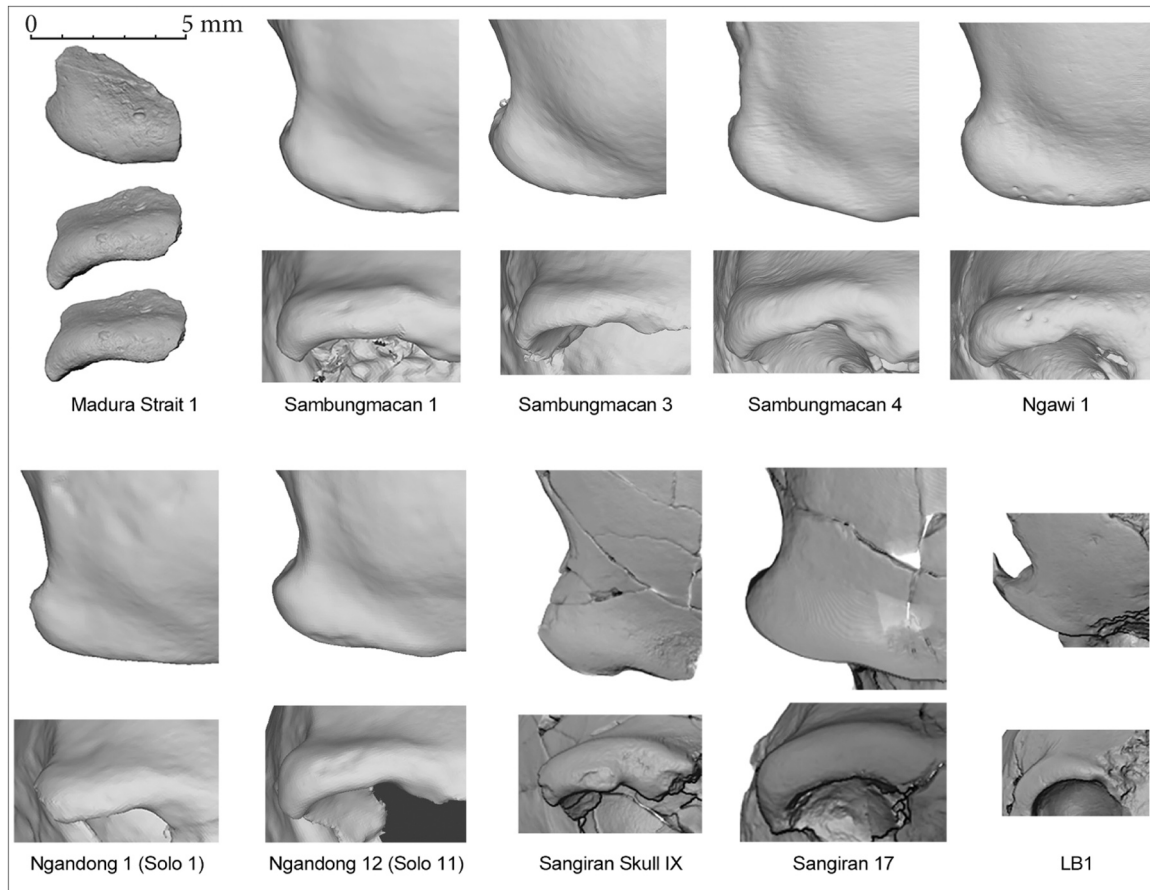 0 5 mm
Madura Strait 1
Sambungmacan 1
Sambungmacan 3
Sambungmacan 4
Ngawi 1
Ngandong 1 (Solo 1)
Ngandong 12 (Solo 11)
Sangiran Skull IX
Sangiran 17
LB1